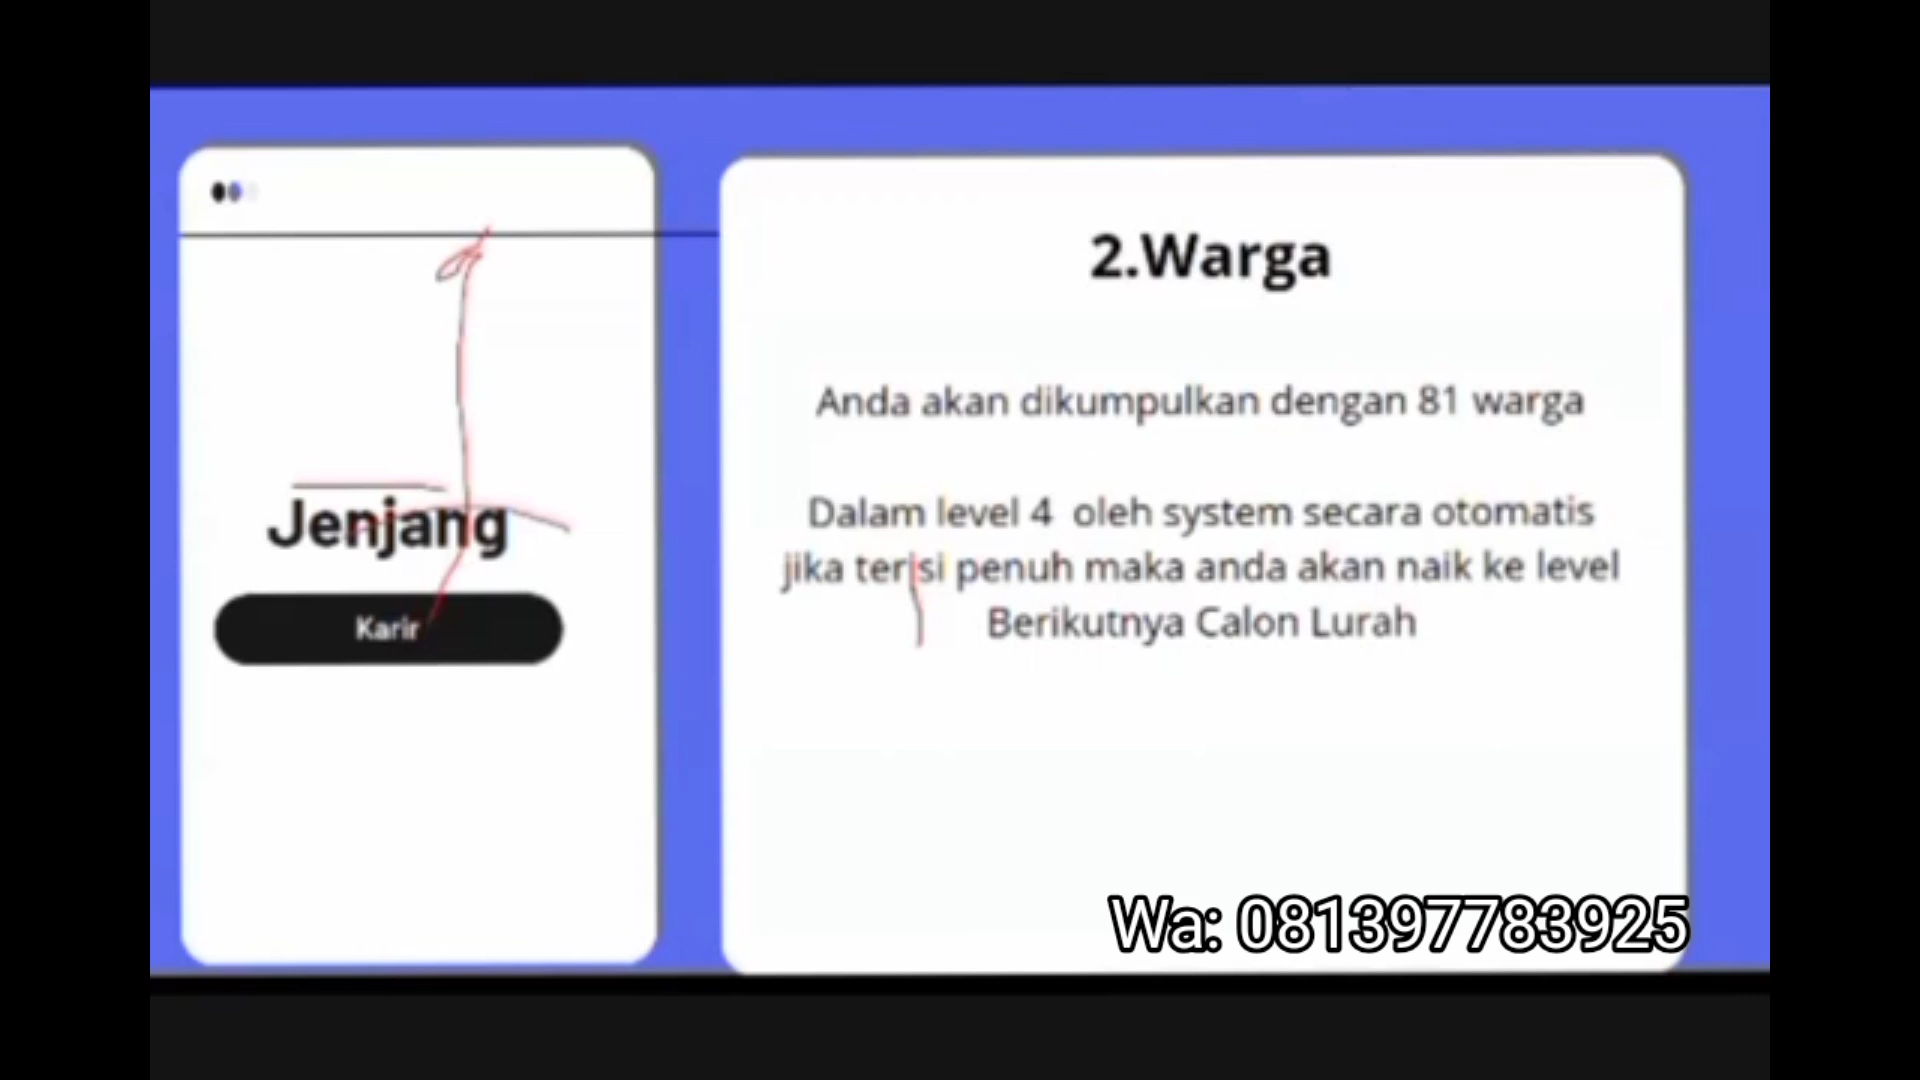 Jenjang
Karir
2.Warga
Anda akan dikumpulkan dengan 81 warga
Dalam level 4 oleh system secara otomatis
jika terisi penuh maka anda akan naik ke level
Berikutnya Calon Lurah
Wa: 081397783925